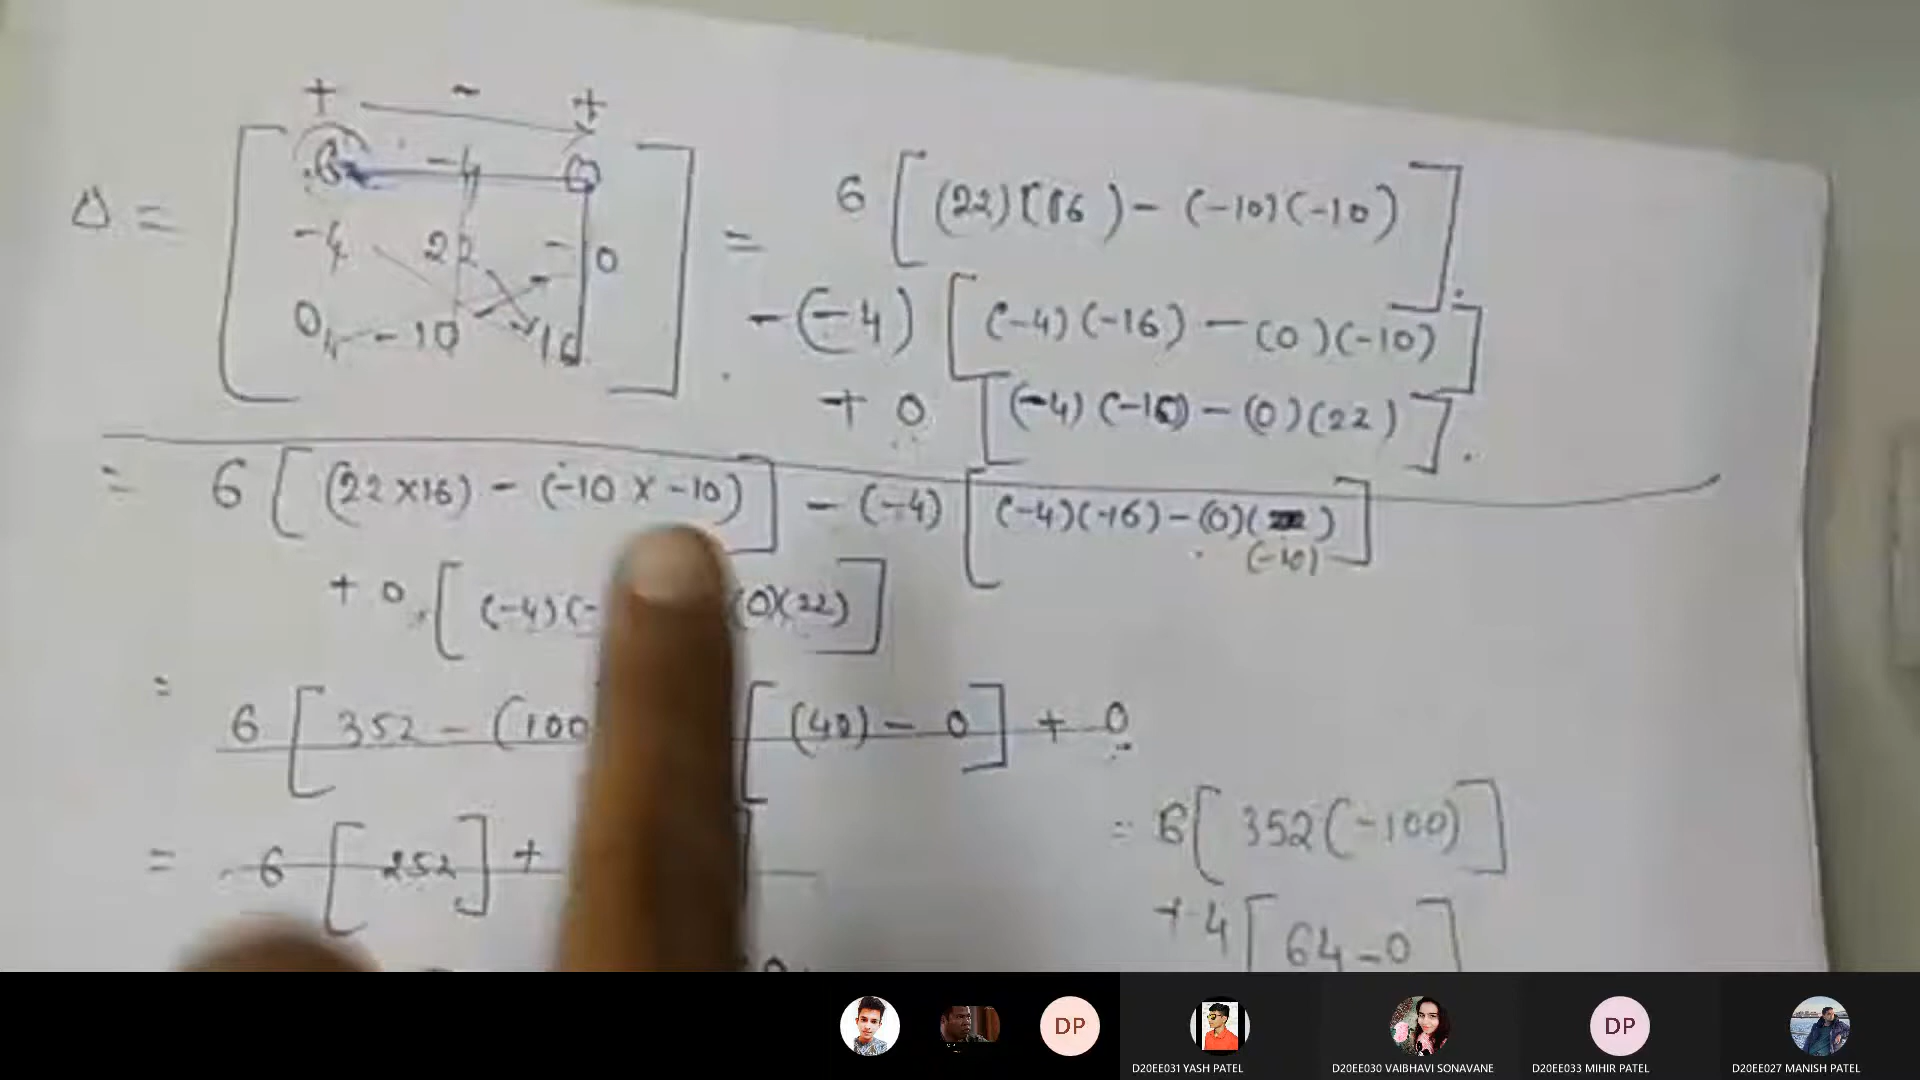 + - +
Δ = [ 6 -4 0 ] = 6 [ (22)(16) - (-10)(-10) ]
-4 22 -10
- (-4) [ (-4)(-16) - (0)(-10) ]
0 -10 -16
+ 0 [ (-4)(-10) - (0)(22) ]
= 6 [ (22 x16) - (-10 x -10) ] - (-4) [ (-4)(-16) - (0)( ) ]
(-10)
+ 0 . [ (-4)(- (0)(22) ]
=
6 [ 352 - (100 [ (40) - 0 ] + 0
= 6 [ 352 (-100) ]
= 6 [ 252 ] +
+ 4 [ 64 - 0 ]
DP
DP
D20EE031 YASH PATEL
D20EE030 VAIBHAVI SONAVANE
D20EE033 MIHIR PATEL
D20EE027 MANISH PATEL